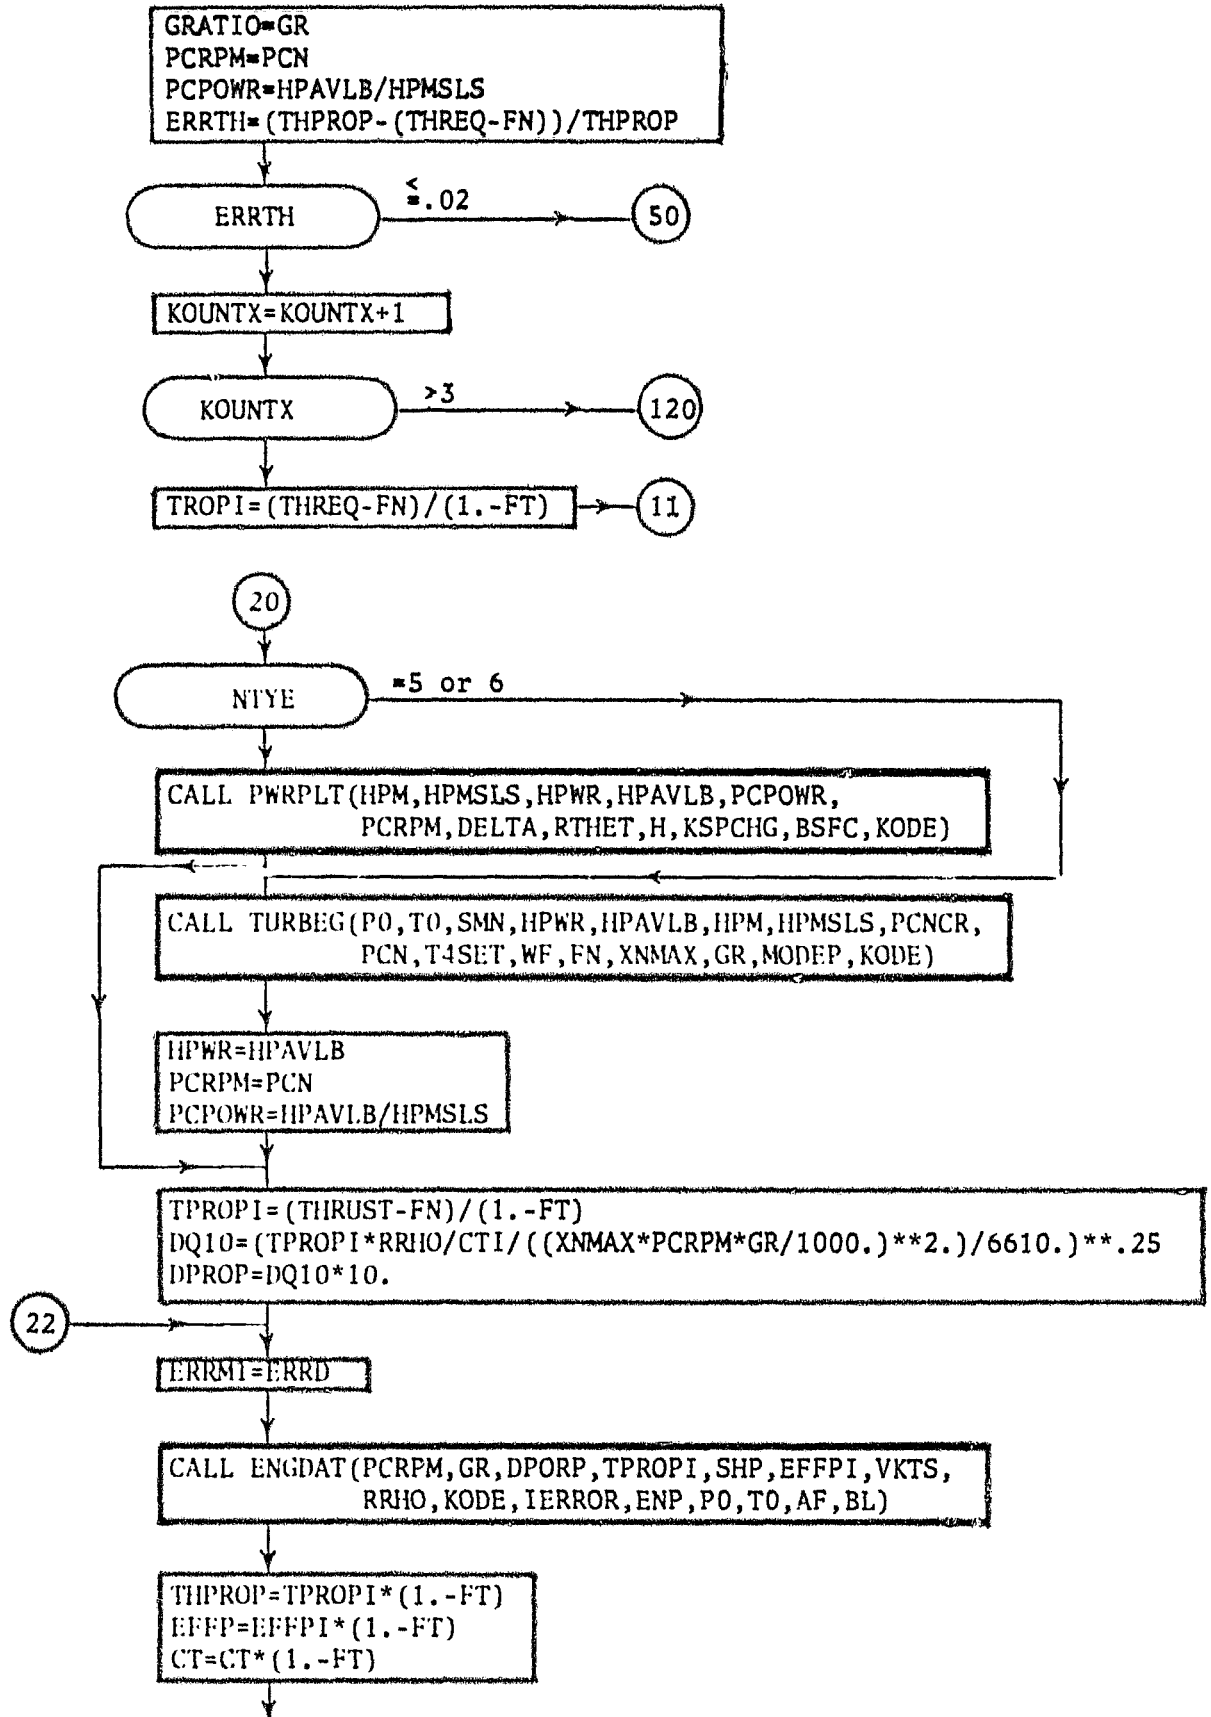 GRATIO=GR
PCRPM=PCN
PCPOWR=HPAVLB/HPMSLS
ERRTH=(THPROP-(THREQ-FN))/THPROP
ERRTH
≤.02
50
KOUNTX=KOUNTX+1
KOUNTX
>3
120
TROPI=(THREQ-FN)/(1.-FT)
11
20
NTYE
=5 or 6
CALL PWRPLT(HPM,HPMSLS,HPWR,HPAVLB,PCPOWR,
PCRPM,DELTA,RTHET,H,KSPCHG,BSFC,KODE)
CALL TURBEG(P0,T0,SMN,HPWR,HPAVLB,HPM,HPMSLS,PCNCR,
PCN,T4SET,WF,FN,XNMAX,GR,MODEP,KODE)
HPWR=HPAVLB
PCRPM=PCN
PCPOWR=HPAVLB/HPMSLS
TPROPI=(THRUST-FN)/(1.-FT)
DQ10=(TPROPI*RRHO/CTI/((XNMAX*PCRPM*GR/1000.)**2.)/6610.)**.25
DPROP=DQ10*10.
22
ERRM1=ERRD
CALL ENGDAT(PCRPM,GR,DPORP,TPROPI,SHP,EFFPI,VKTS,
RRHO,KODE,IERROR,ENP,P0,T0,AF,BL)
THPROP=TPROPI*(1.-FT)
EFFP=EFFPI*(1.-FT)
CT=CT*(1.-FT)